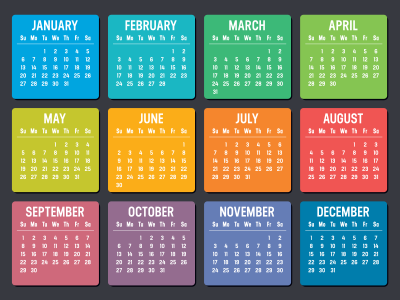 JANUARY
Su Mo Tu We Th Fr Sa
1 2 3 4 5
6 7 8 9 10 11 12
13 14 15 16 17 18 19
20 21 22 23 24 25 26
27 28 29 30 31
FEBRUARY
Su Mo Tu We Th Fr Sa
1 2
3 4 5 6 7 8 9
10 11 12 13 14 15 16
17 18 19 20 21 22 23
24 25 26 27 28
MARCH
Su Mo Tu We Th Fr Sa
1 2
3 4 5 6 7 8 9
10 11 12 13 14 15 16
17 18 19 20 21 22 23
24 25 26 27 28 29 30
31
APRIL
Su Mo Tu We Th Fr Sa
1 2 3 4 5 6
7 8 9 10 11 12 13
14 15 16 17 18 19 20
21 22 23 24 25 26 27
28 29 30
MAY
Su Mo Tu We Th Fr Sa
1 2 3 4
5 6 7 8 9 10 11
12 13 14 15 16 17 18
19 20 21 22 23 24 25
26 27 28 29 30 31
JUNE
Su Mo Tu We Th Fr Sa
1
2 3 4 5 6 7 8
9 10 11 12 13 14 15
16 17 18 19 20 21 22
23 24 25 26 27 28 29
30
JULY
Su Mo Tu We Th Fr Sa
1 2 3 4 5 6
7 8 9 10 11 12 13
14 15 16 17 18 19 20
21 22 23 24 25 26 27
28 29 30 31
AUGUST
Su Mo Tu We Th Fr Sa
1 2 3
4 5 6 7 8 9 10
11 12 13 14 15 16 17
18 19 20 21 22 23 24
25 26 27 28 29 30 31
SEPTEMBER
Su Mo Tu We Th Fr Sa
1 2 3 4 5 6 7
8 9 10 11 12 13 14
15 16 17 18 19 20 21
22 23 24 25 26 27 28
29 30
OCTOBER
Su Mo Tu We Th Fr Sa
1 2 3 4 5
6 7 8 9 10 11 12
13 14 15 16 17 18 19
20 21 22 23 24 25 26
27 28 29 30 31
NOVEMBER
Su Mo Tu We Th Fr Sa
1 2
3 4 5 6 7 8 9
10 11 12 13 14 15 16
17 18 19 20 21 22 23
24 25 26 27 28 29 30
DECEMBER
Su Mo Tu We Th Fr Sa
1 2 3 4 5 6 7
8 9 10 11 12 13 14
15 16 17 18 19 20 21
22 23 24 25 26 27 28
29 30 31